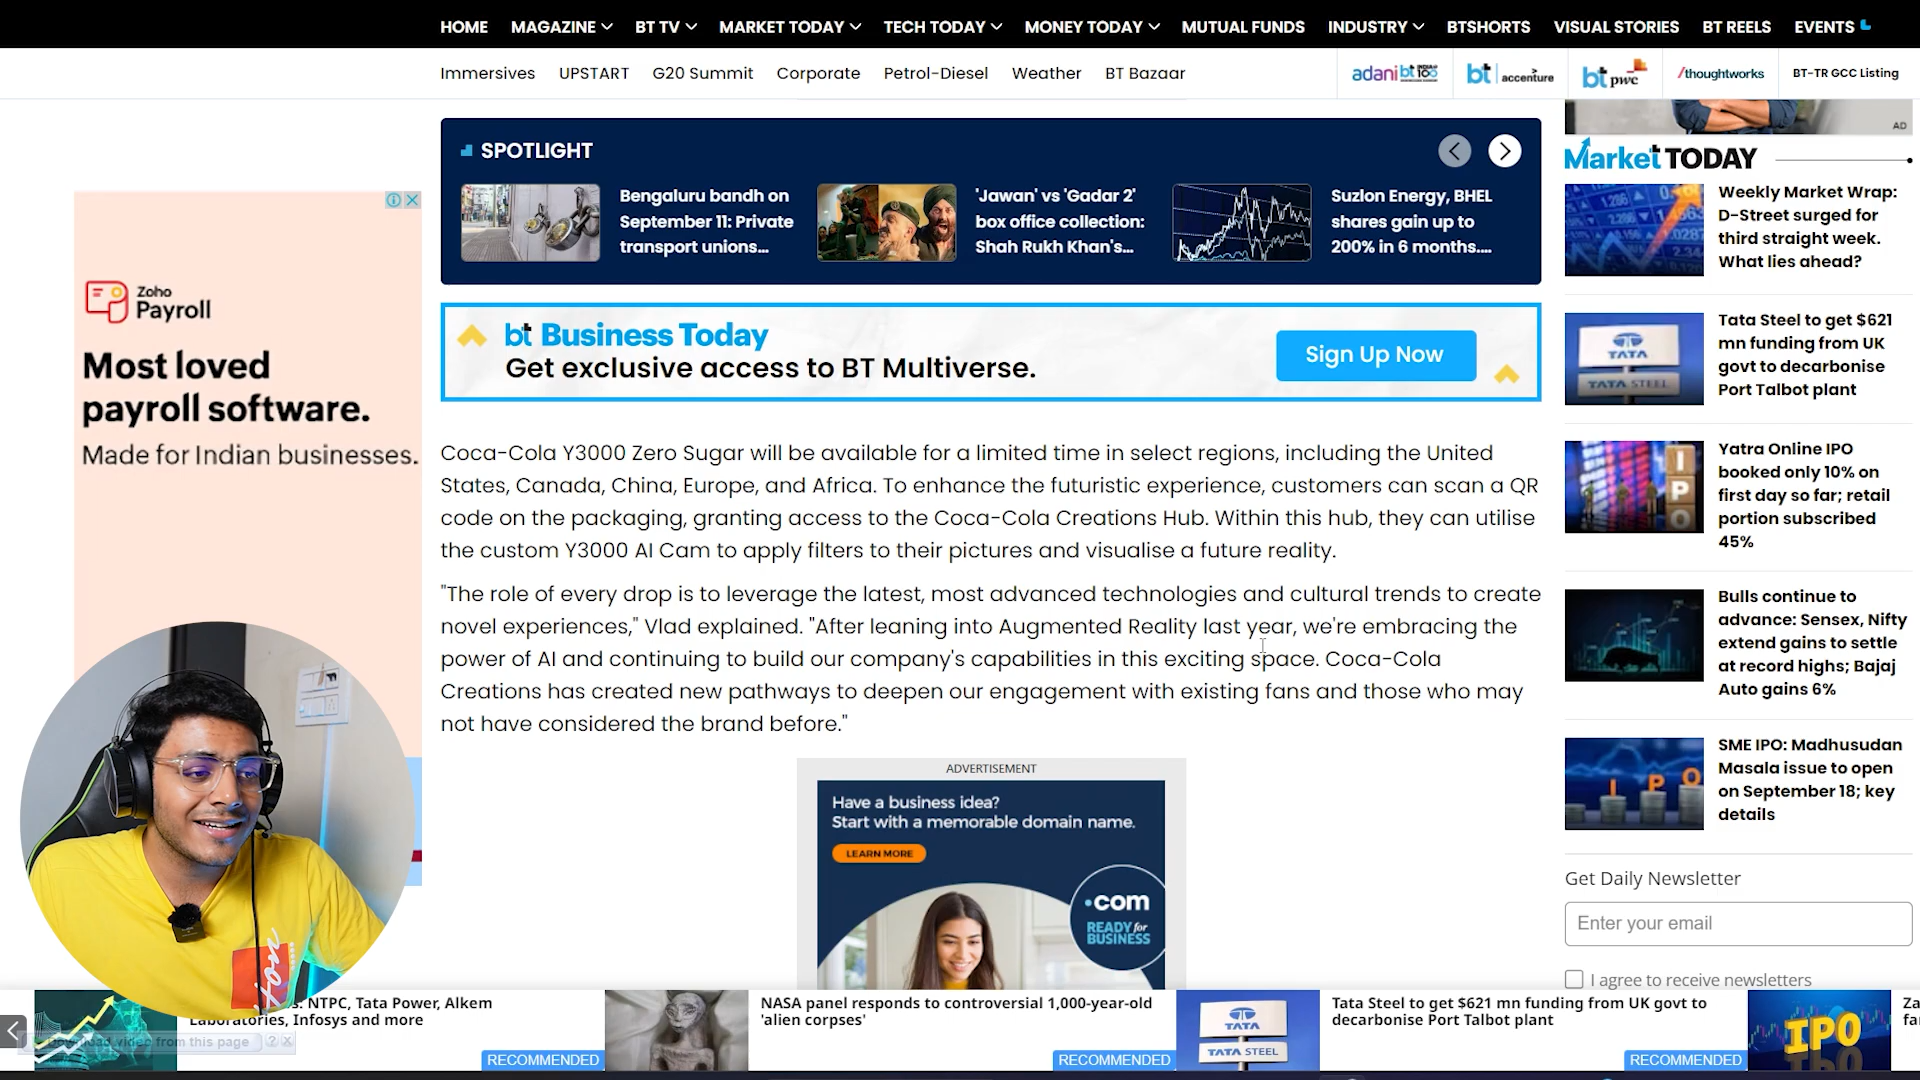 HOME MAGAZINE BT TV MARKET TODAY TECH TODAY MONEY TODAY MUTUAL FUNDS INDUSTRY BTSHORTS VISUAL STORIES BT REELS EVENTS
Immersives UPSTART G20 Summit Corporate Petrol-Diesel Weather BT Bazaar adani bt INDIA 100 bt accenture bt pwc /thoughtworks BT-TR GCC Listing
SPOTLIGHT
Bengaluru bandh on
September 11: Private
transport unions...
'Jawan' vs 'Gadar 2'
box office collection:
Shah Rukh Khan's...
Suzlon Energy, BHEL
shares gain up to
200% in 6 months....
bt Business Today
Get exclusive access to BT Multiverse.
Sign Up Now
Zoho
Payroll
Most loved
payroll software.
Made for Indian businesses.
Coca-Cola Y3000 Zero Sugar will be available for a limited time in select regions, including the United
States, Canada, China, Europe, and Africa. To enhance the futuristic experience, customers can scan a QR
code on the packaging, granting access to the Coca-Cola Creations Hub. Within this hub, they can utilise
the custom Y3000 AI Cam to apply filters to their pictures and visualise a future reality.
"The role of every drop is to leverage the latest, most advanced technologies and cultural trends to create
novel experiences," Vlad explained. "After leaning into Augmented Reality last year, we're embracing the
power of AI and continuing to build our company's capabilities in this exciting space. Coca-Cola
Creations has created new pathways to deepen our engagement with existing fans and those who may
not have considered the brand before."
ADVERTISEMENT
Have a business idea?
Start with a memorable domain name.
LEARN MORE
.com
READY for
BUSINESS
AD
Market TODAY
Weekly Market Wrap:
D-Street surged for
third straight week.
What lies ahead?
TATA
TATA STEEL
Tata Steel to get $621
mn funding from UK
govt to decarbonise
Port Talbot plant
IPO
Yatra Online IPO
booked only 10% on
first day so far; retail
portion subscribed
45%
Bulls continue to
advance: Sensex, Nifty
extend gains to settle
at record highs; Bajaj
Auto gains 6%
IPO
SME IPO: Madhusudan
Masala issue to open
on September 18; key
details
Get Daily Newsletter
Enter your email
I agree to receive newsletters
: NTPC, Tata Power, Alkem
Laboratories, Infosys and more
RECOMMENDED
Download video from this page ?
NASA panel responds to controversial 1,000-year-old
'alien corpses'
RECOMMENDED
TATA
TATA STEEL
Tata Steel to get $621 mn funding from UK govt to
decarbonise Port Talbot plant
RECOMMENDED
IPO
Za
fa